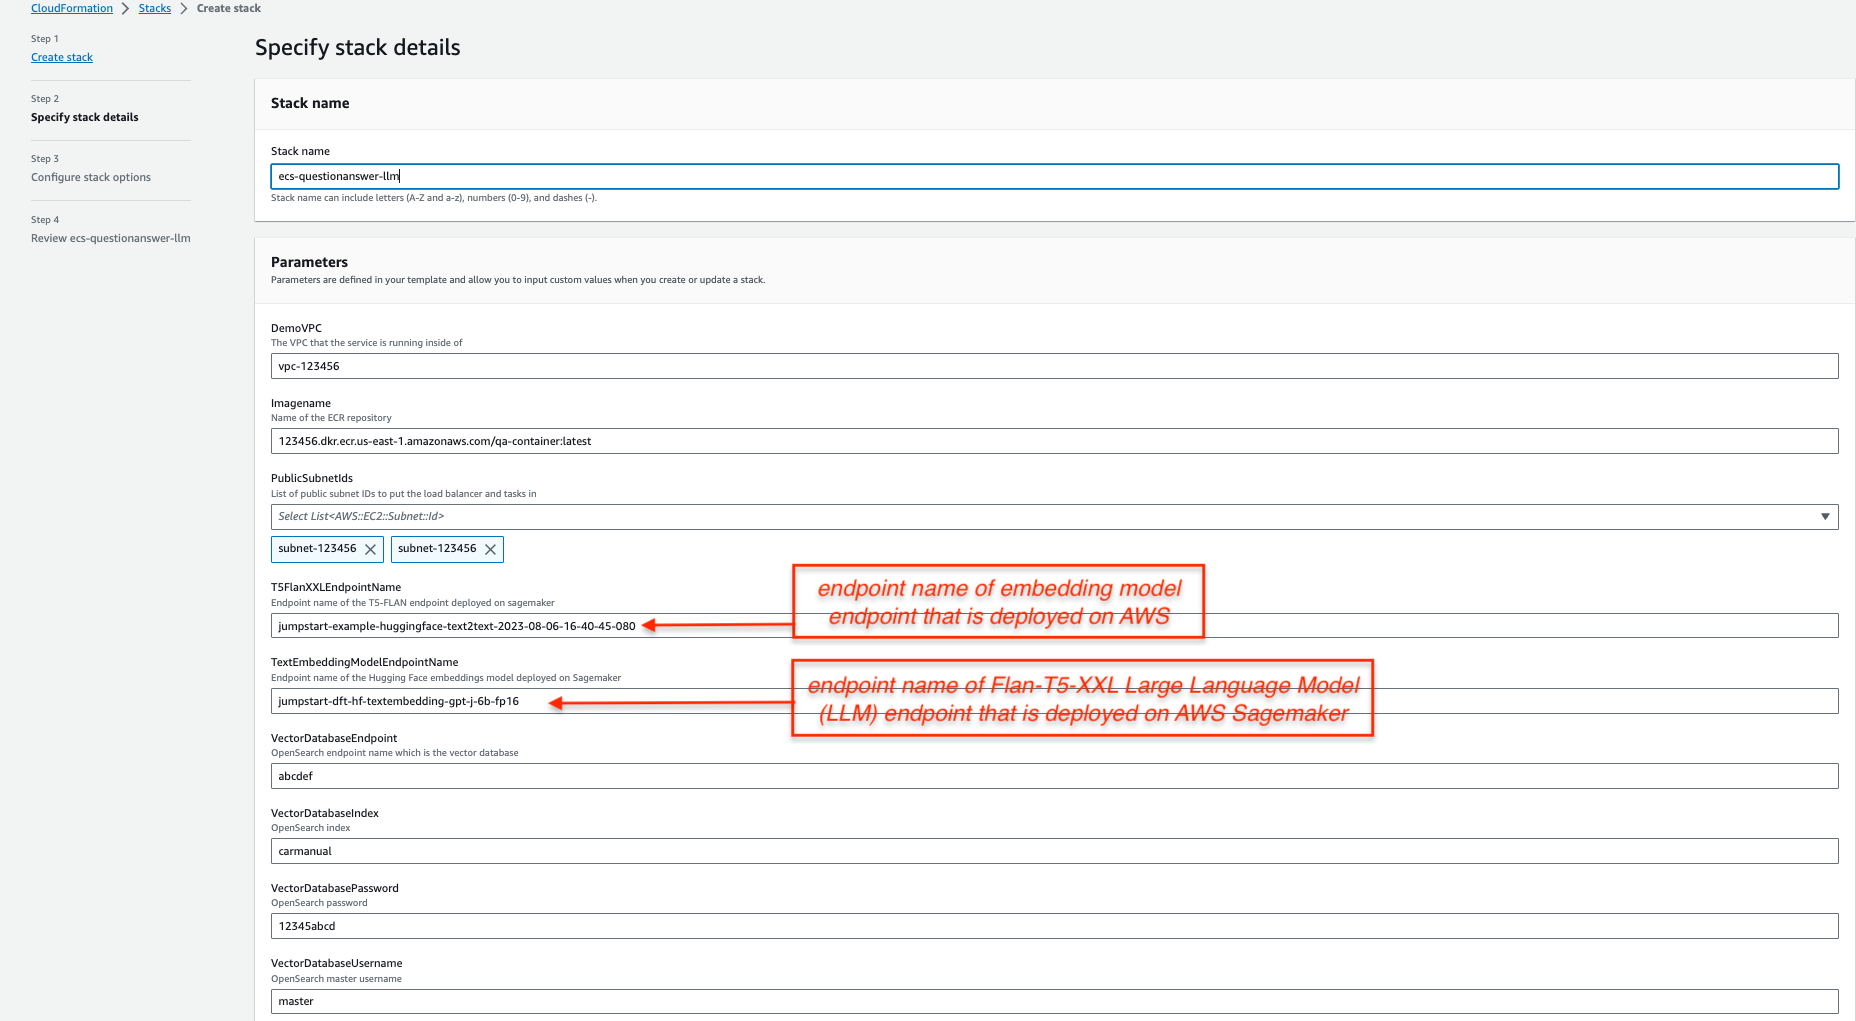 CloudFormation > Stacks > Create stack
Step 1
Create stack
Step 2
Specify stack details
Step 3
Configure stack options
Step 4
Review ecs-questionanswer-llm
Specify stack details
Stack name
Stack name
ecs-questionanswer-llm
Stack name can include letters (A-Z and a-z), numbers (0-9), and dashes (-).
Parameters
Parameters are defined in your template and allow you to input custom values when you create or update a stack.
DemoVPC
The VPC that the service is running inside of
vpc-123456
Imagename
Name of the ECR repository
123456.dkr.ecr.us-east-1.amazonaws.com/qa-container:latest
PublicSubnetIds
List of public subnet IDs to put the load balancer and tasks in
Select List<AWS::EC2::Subnet::Id>
subnet-123456 subnet-123456
T5FlanXXLEndpointName
Endpoint name of the T5-FLAN endpoint deployed on sagemaker
jumpstart-example-huggingface-text2text-2023-08-06-16-40-45-080
endpoint name of embedding model
endpoint that is deployed on AWS
TextEmbeddingModelEndpointName
Endpoint name of the Hugging Face embeddings model deployed on Sagemaker
jumpstart-dft-hf-textembedding-gpt-j-6b-fp16
endpoint name of Flan-T5-XXL Large Language Model
(LLM) endpoint that is deployed on AWS Sagemaker
VectorDatabaseEndpoint
OpenSearch endpoint name which is the vector database
abcdef
VectorDatabaseIndex
OpenSearch index
carmanual
VectorDatabasePassword
OpenSearch password
12345abcd
VectorDatabaseUsername
OpenSearch master username
master